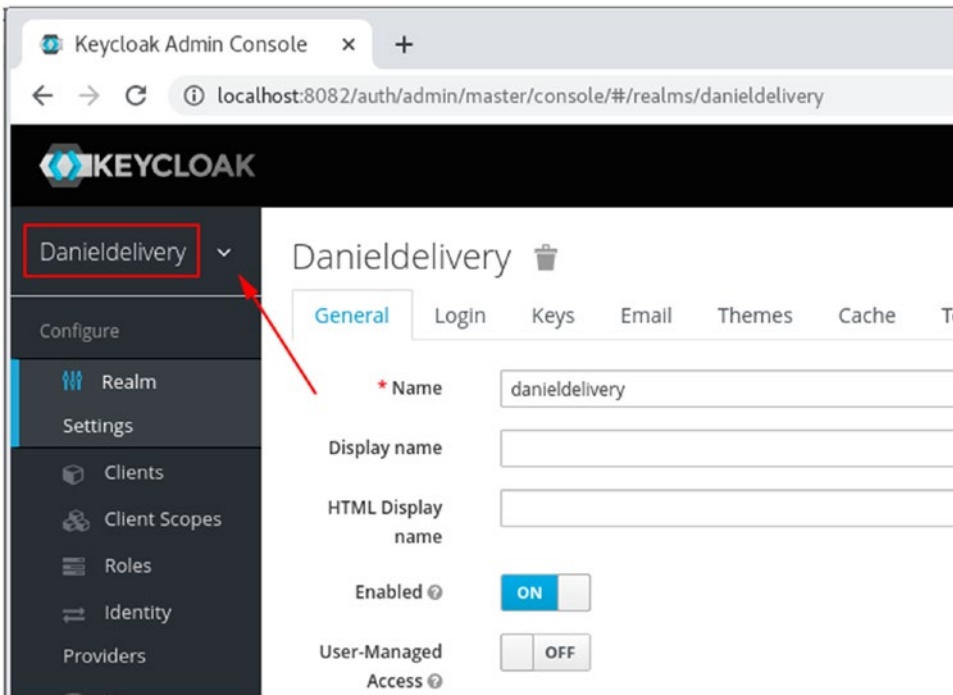 Keycloak Admin Console
localhost:8082/auth/admin/master/console/#/realms/danieldelivery
KEYCLOAK
Danieldelivery
Configure
Realm
Settings
Clients
Client Scopes
Roles
Identity
Providers
Danieldelivery
General Login Keys Email Themes Cache
* Name danieldelivery
Display name
HTML Display
name
Enabled ON
User-Managed OFF
Access